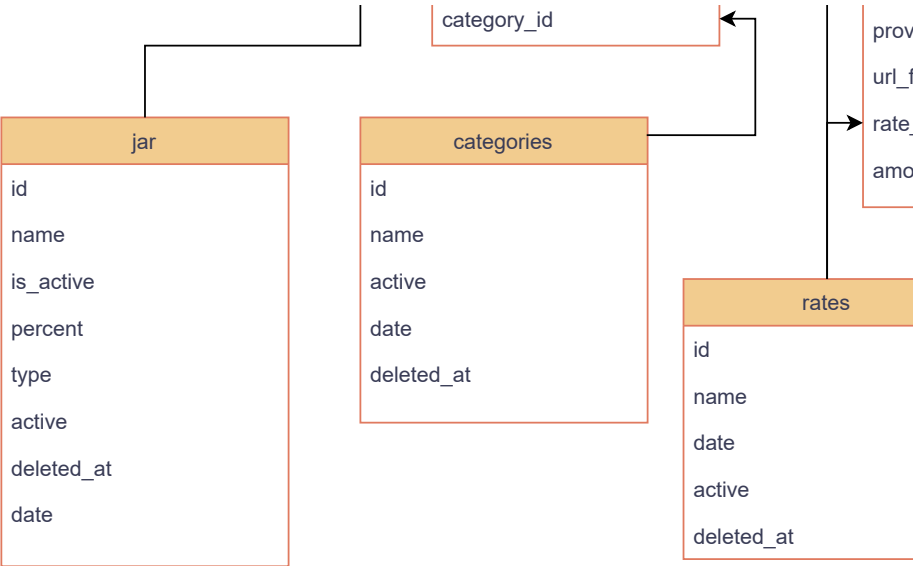 category_id
jar
id
name
is_active
percent
type
active
deleted_at
date
categories
id
name
active
date
deleted_at
rates
id
name
date
active
deleted_at